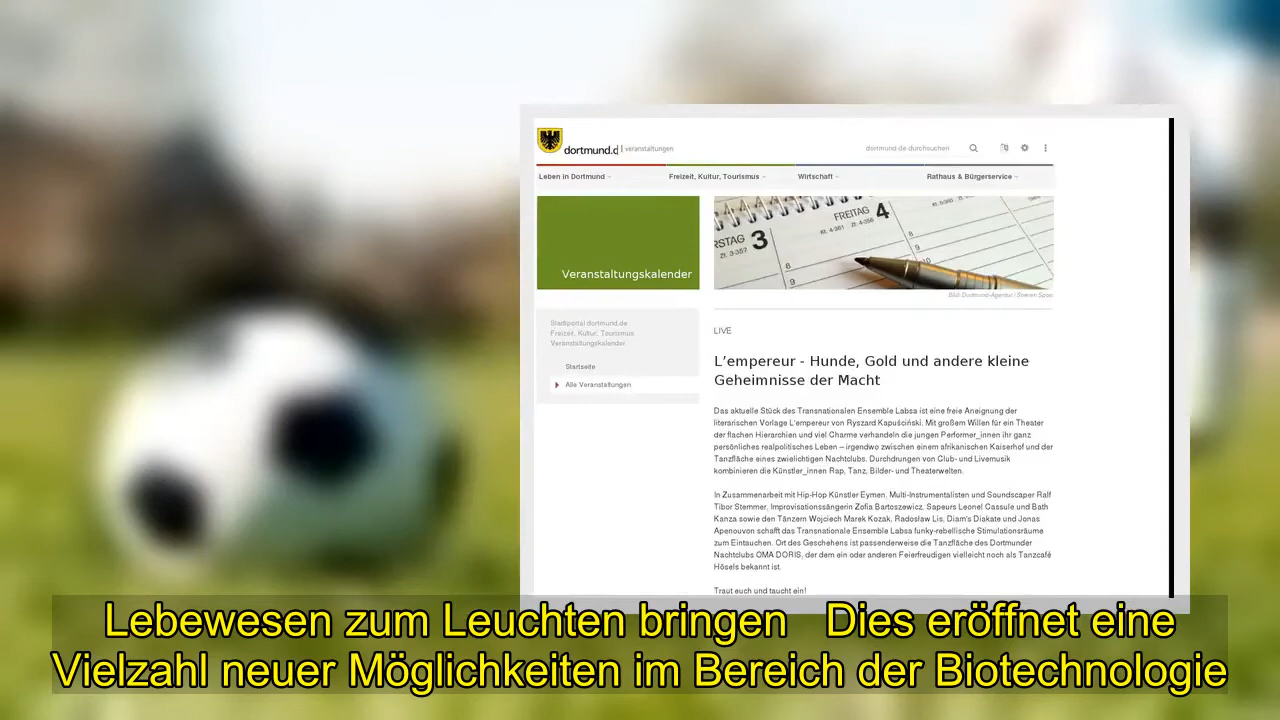 dortmund.d
veranstaltungen
dortmund.de durchsuchen
Leben in Dortmund
Freizeit, Kultur, Tourismus
Wirtschaft
Rathaus & Bürgerservice
Veranstaltungskalender
RSTAG 3
FREITAG 4
8
9
8
9
10
Stadtportal dortmund.de
Freizeit, Kultur, Tourismus
Veranstaltungskalender
Startseite
Alle Veranstaltungen
LIVE
L'empereur - Hunde, Gold und andere kleine
Geheimnisse der Macht
Das aktuelle Stück des Transnationalen Ensemble Labsa ist eine freie Aneignung der
literarischen Vorlage L'empereur von Ryszard Kapuściński. Mit großem Willen für ein Theater
der flachen Hierarchien und viel Charme verhandeln die jungen Performer_innen ihr ganz
persönliches realpolitisches Leben – irgendwo zwischen einem afrikanischen Kaiserhof und der
Tanzfläche eines zwielichtigen Nachtclubs. Durchdrungen von Club- und Livemusik
kombinieren die Künstler_innen Rap, Tanz, Bilder- und Theaterwelten.
In Zusammenarbeit mit Hip-Hop Künstler Eymen, Multi-Instrumentalisten und Soundscaper Ralf
Tibor Stemmer, Improvisationssängerin Zofia Bartoszewicz, Sapeurs Leonel Cassule und Bath
Kanza sowie den Tänzern Wojciech Marek Kozak, Radosław Lis, Diam's Diakate und Jonas
Apenouvon schafft das Transnationale Ensemble Labsa funky-rebellische Stimulationsräume
zum Eintauchen. Ort des Geschehens ist passenderweise die Tanzfläche des Dortmunder
Nachtclubs OMA DORIS, der dem ein oder anderen Feierfreudigen vielleicht noch als Tanzcafé
Hösels bekannt ist.
Traut euch und taucht ein!
Lebewesen zum Leuchten bringen Dies eröffnet eine
Vielzahl neuer Möglichkeiten im Bereich der Biotechnologie